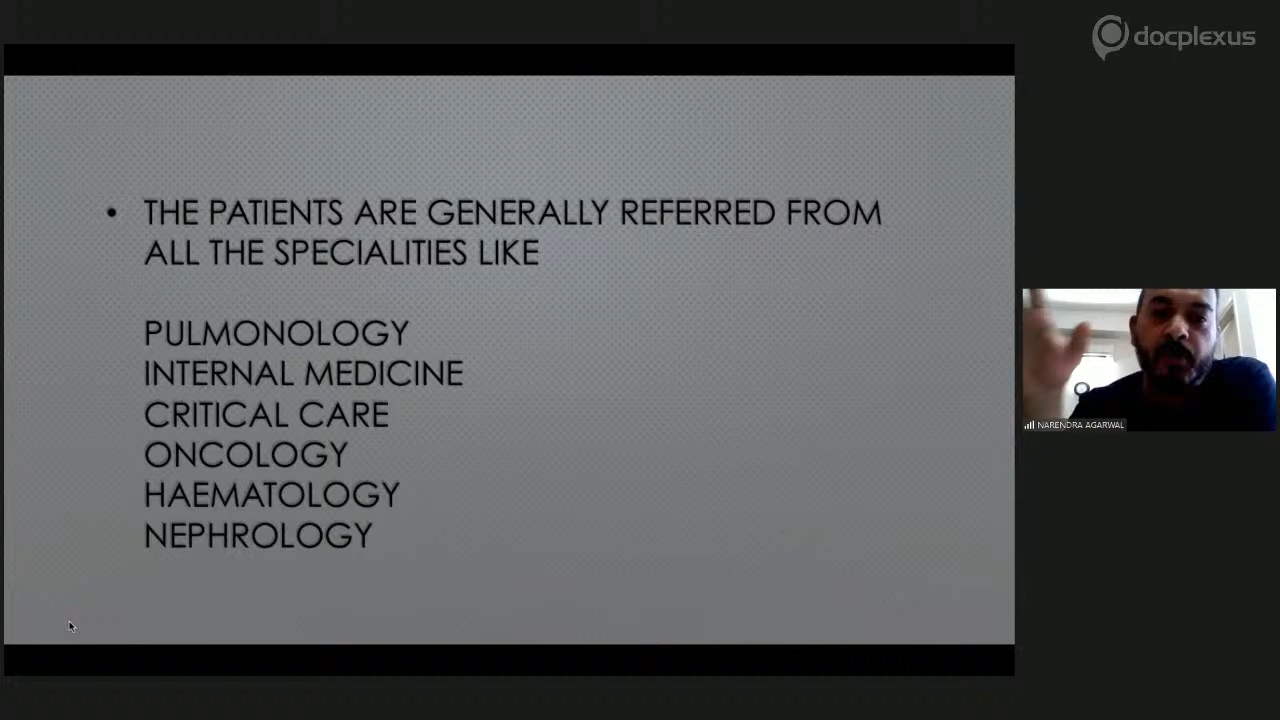 docplexus
• THE PATIENTS ARE GENERALLY REFERRED FROM
ALL THE SPECIALITIES LIKE
PULMONOLOGY
INTERNAL MEDICINE
CRITICAL CARE
ONCOLOGY
HAEMATOLOGY
NEPHROLOGY
NARENDRA AGARWAL